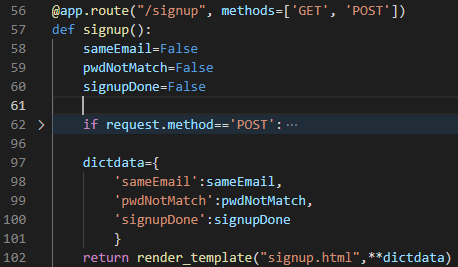 56 @app.route("/signup", methods=['GET', 'POST'])
57 def signup():
58     sameEmail=False
59     pwdNotMatch=False
60     signupDone=False
61
62     if request.method=='POST':···
96
97     dictdata={
98         'sameEmail':sameEmail,
99         'pwdNotMatch':pwdNotMatch,
100         'signupDone':signupDone
101         }
102     return render_template("signup.html",**dictdata)